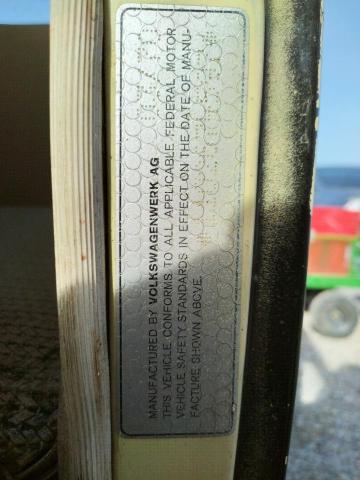 MANUFACTURED BY VOLKSWAGENWERK AG
THIS VEHICLE CONFORMS TO ALL APPLICABLE FEDERAL MOTOR
VEHICLE SAFETY STANDARDS IN EFFECT ON THE DATE OF MANU-
FACTURE SHOWN ABOVE.